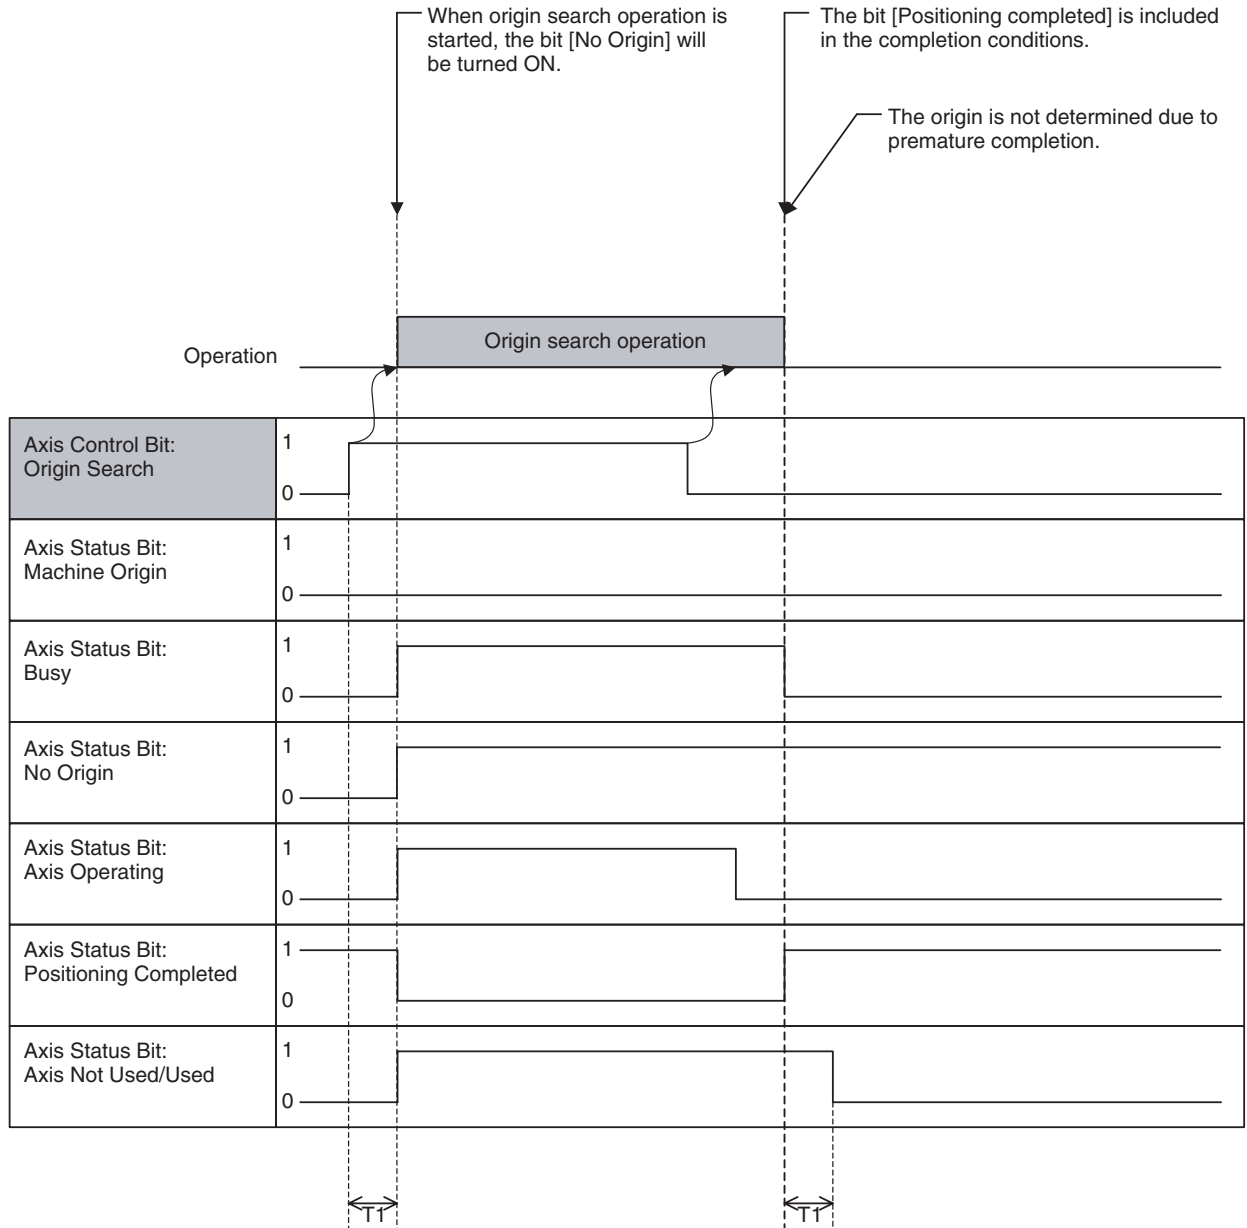 When origin search operation is
started, the bit [No Origin] will
be turned ON.
The bit [Positioning completed] is included
in the completion conditions.
The origin is not determined due to
premature completion.
Operation
Origin search operation
Axis Control Bit:
Origin Search
1
0
Axis Status Bit:
Machine Origin
1
0
Axis Status Bit:
Busy
1
0
Axis Status Bit:
No Origin
1
0
Axis Status Bit:
Axis Operating
1
0
Axis Status Bit:
Positioning Completed
1
0
Axis Status Bit:
Axis Not Used/Used
1
0
T1
T1